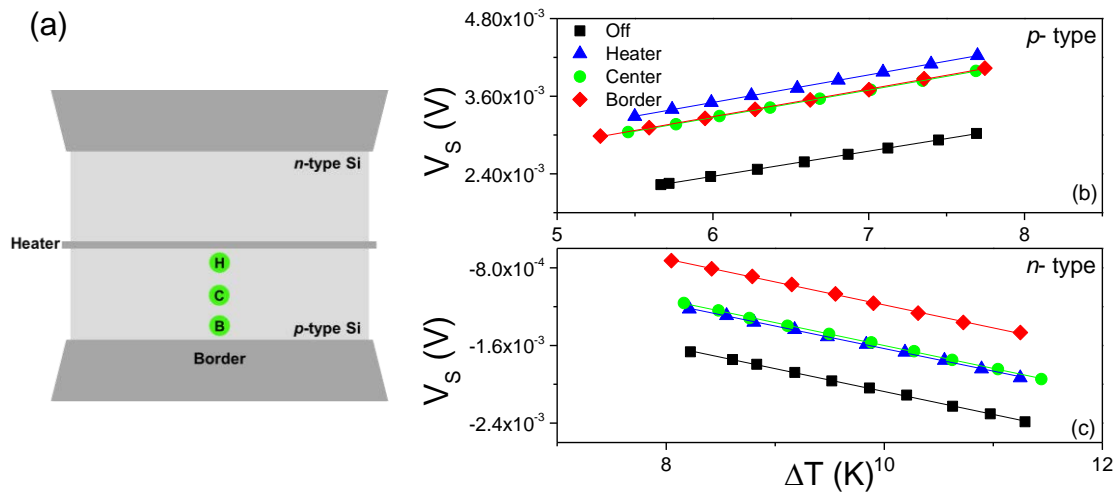 (a)
n-type Si
Heater
H
C
B
p-type Si
Border
4.80x10⁻³
3.60x10⁻³
2.40x10⁻³
V_S (V)
Off
Heater
Center
Border
p- type
(b)
5 6 7 8
-8.0x10⁻⁴
-1.6x10⁻³
-2.4x10⁻³
V_S (V)
n- type
(c)
8 10 12
ΔT (K)